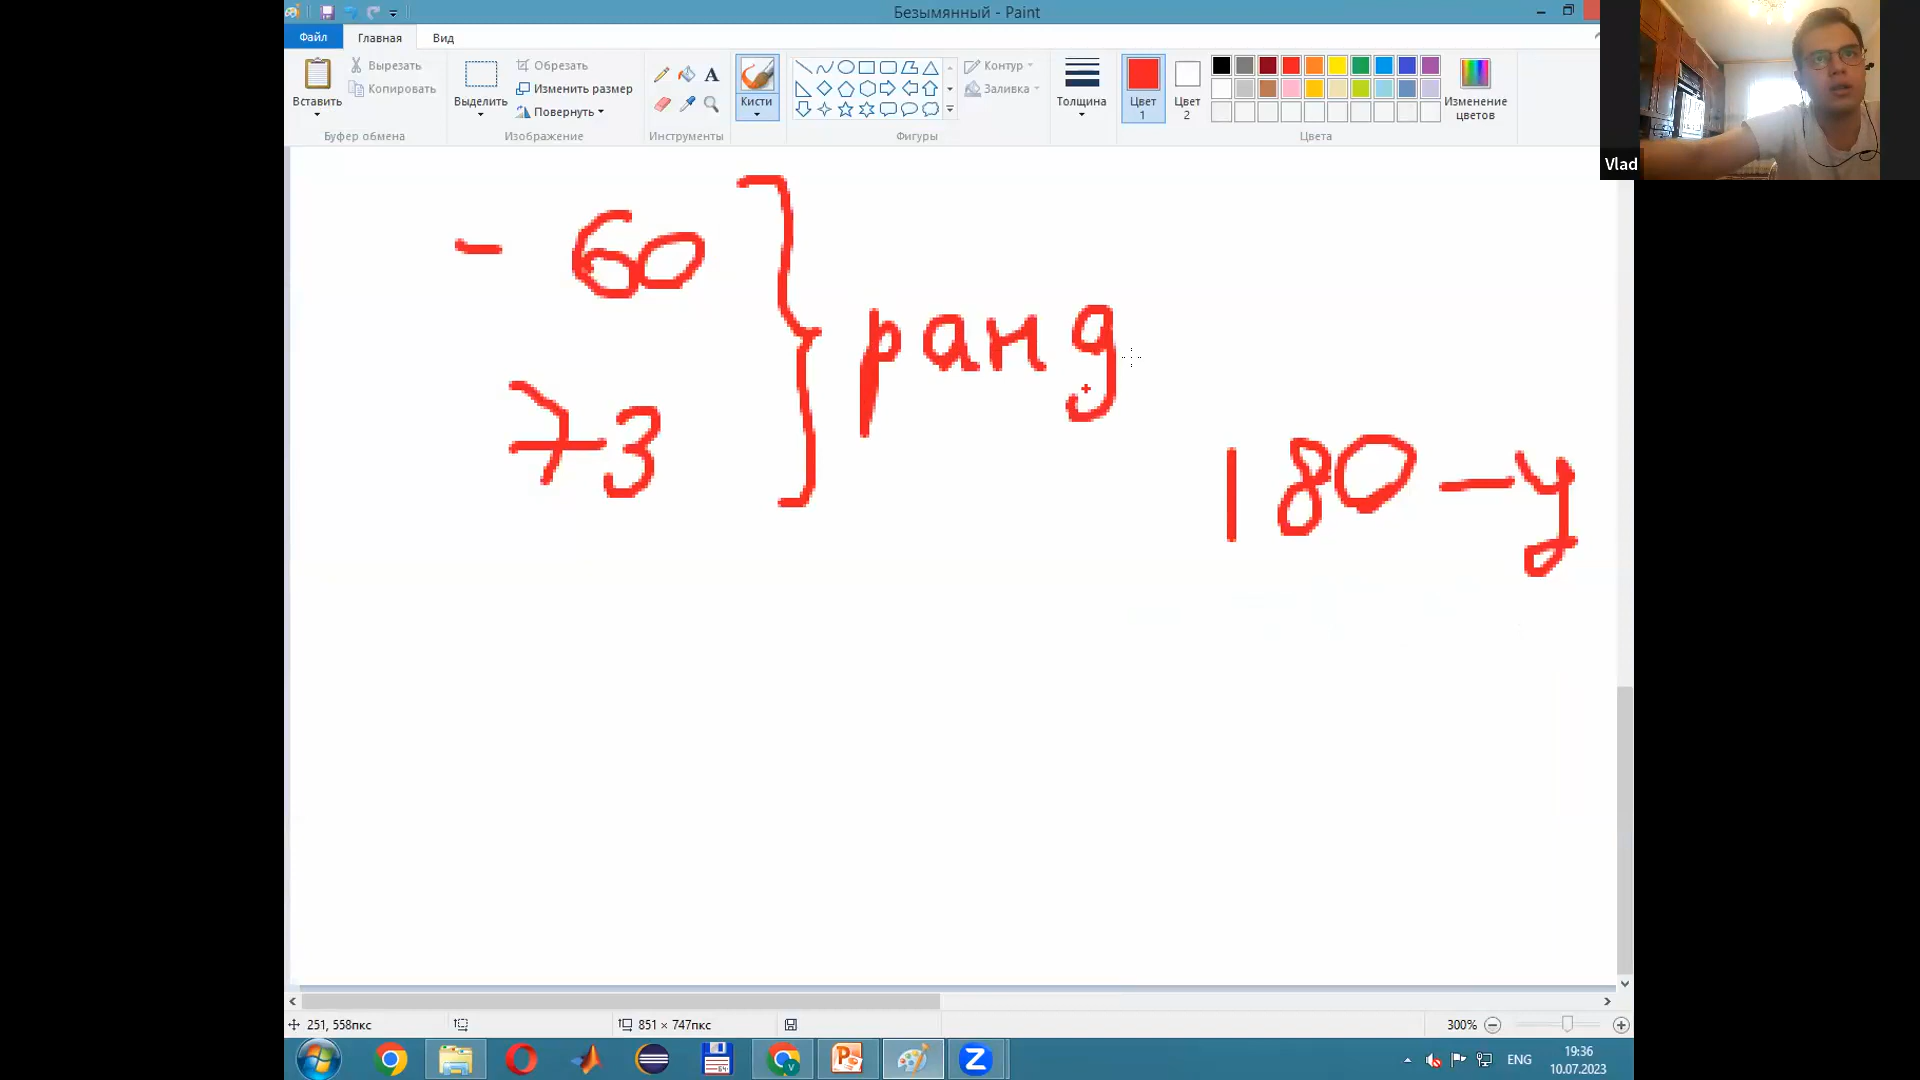 Безымянный - Paint
Файл Главная Вид
Вставить
Вырезать
Копировать
Буфер обмена
Выделить
Обрезать
Изменить размер
Повернуть
Изображение
A
Инструменты
Кисти
Фигуры
Контур
Заливка
Толщина
Цвет
1
Цвет
2
Изменение
цветов
Цвета
Vlad
- 60
73
ранд
180-у
251, 558пкс
851 × 747пкс
300%
ENG
19:36
10.07.2023